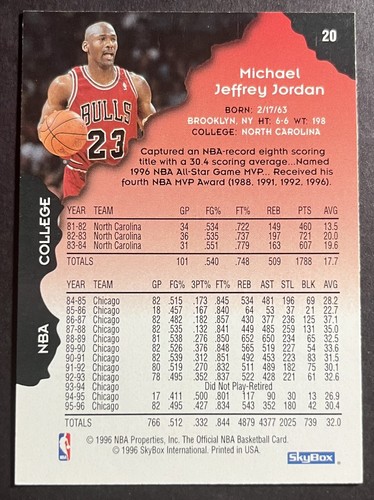 20
Michael
Jeffrey Jordan
BORN: 2/17/63
BROOKLYN, NY HT: 6-6 WT: 198
COLLEGE: NORTH CAROLINA
BULLS
23
Captured an NBA-record eighth scoring
title with a 30.4 scoring average...Named
1996 NBA All-Star Game MVP... Received his
fourth NBA MVP Award (1988, 1991, 1992, 1996).
COLLEGE
YEAR TEAM GP FG% FT% REB PTS AVG
81-82 North Carolina 34 .534 .722 149 460 13.5
82-83 North Carolina 36 .535 .737 197 721 20.0
83-84 North Carolina 31 .551 .779 163 607 19.6
TOTALS 101 .540 .748 509 1788 17.7
NBA
YEAR TEAM GP FG% 3PT% FT% REB AST STL BLK AVG
84-85 Chicago 82 .515 .173 .845 534 481 196 69 28.2
85-86 Chicago 18 .457 .167 .840 64 53 37 21 22.7
86-87 Chicago 82 .482 .182 .857 430 377 236 125 37.1
87-88 Chicago 82 .535 .132 .841 449 485 259 131 35.0
88-89 Chicago 81 .538 .276 .850 652 650 234 65 32.5
89-90 Chicago 82 .526 .376 .848 565 519 227 54 33.6
90-91 Chicago 82 .539 .312 .851 492 453 223 83 31.5
91-92 Chicago 80 .519 .270 .832 511 489 182 75 30.1
92-93 Chicago 78 .495 .352 .837 522 428 221 61 32.6
93-94 Chicago Did Not Play-Retired
94-95 Chicago 17 .411 .500 .801 117 90 30 13 26.9
95-96 Chicago 82 .495 .427 .834 543 352 180 42 30.4
TOTALS 766 .512 .332 .844 4879 4377 2025 739 32.0
© 1996 NBA Properties, Inc. The Official NBA Basketball Card.
© 1996 SkyBox International. Printed in USA.
NBA
SkyBox